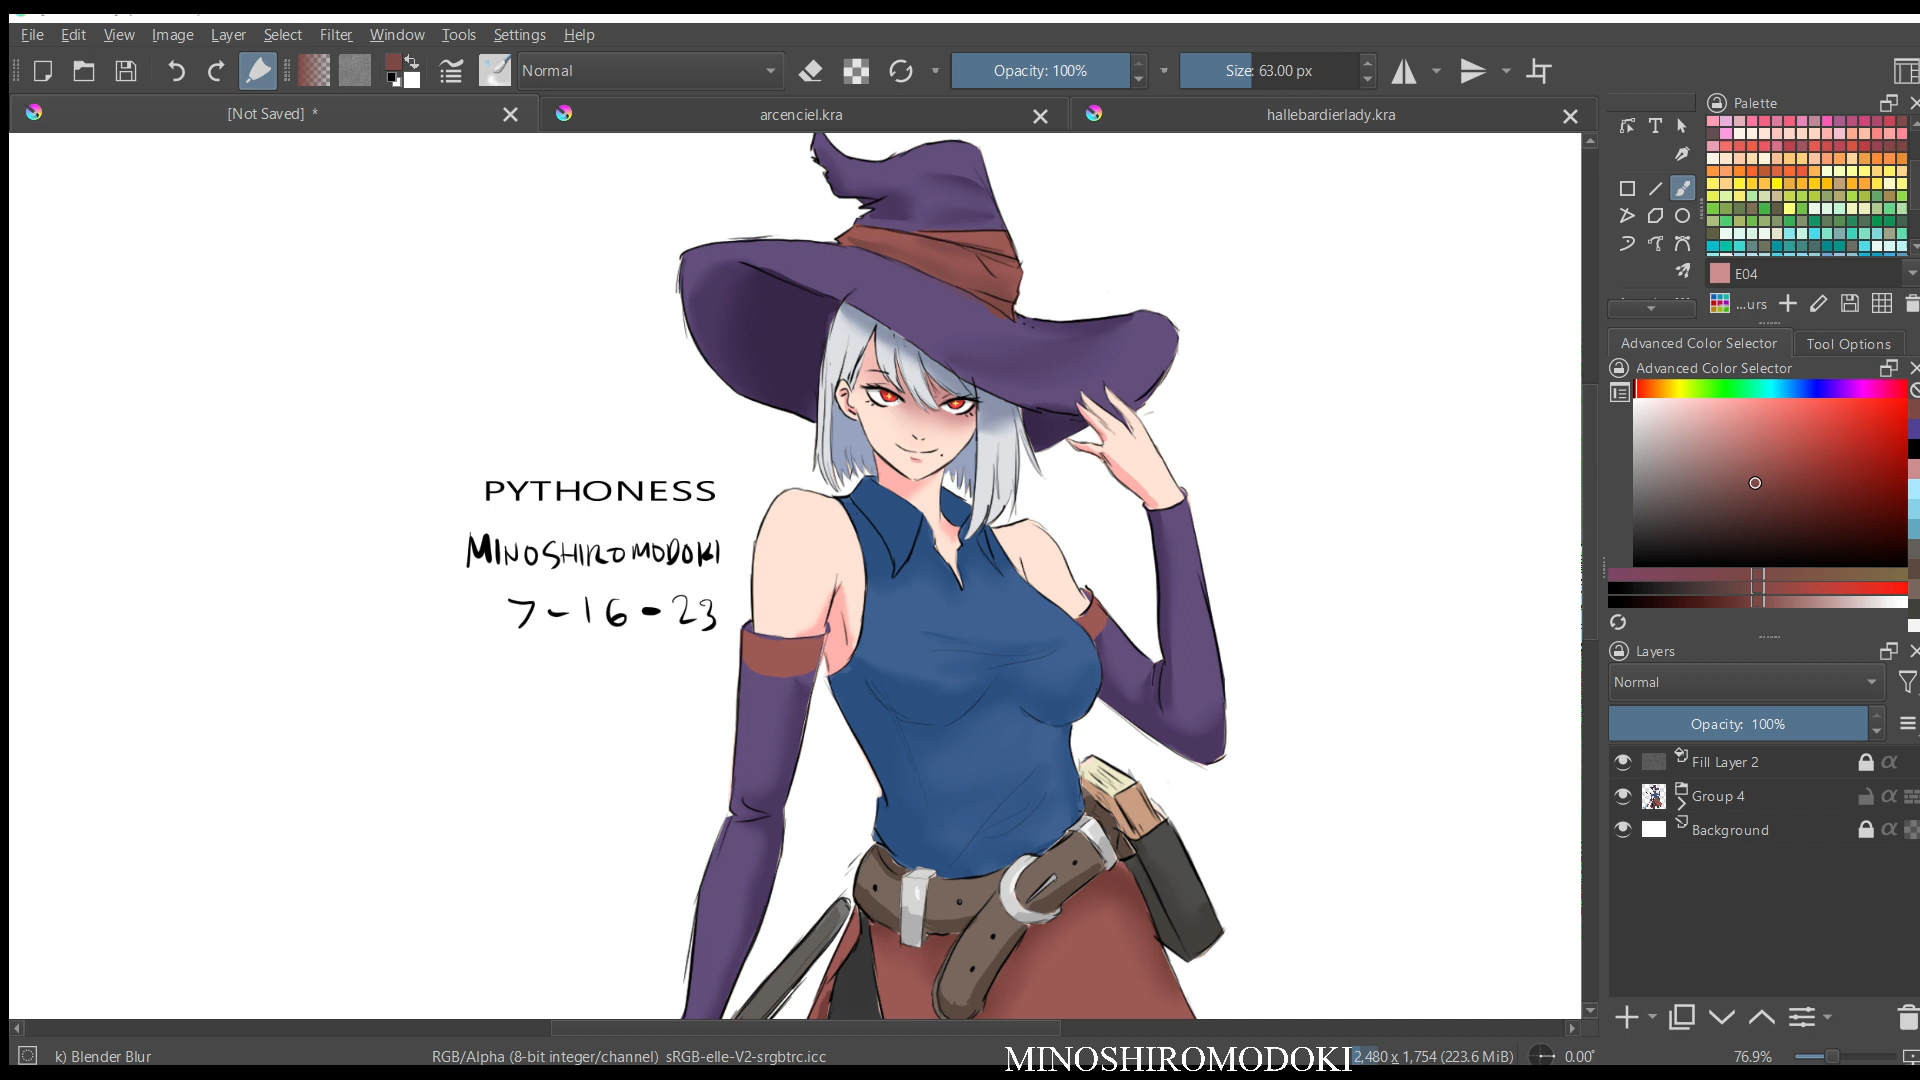 File Edit View Image Layer Select Filter Window Tools Settings Help
Normal Opacity: 100% Size: 63.00 px
[Not Saved] * arcenciel.kra hallebardierlady.kra
Palette
E04
...urs
Advanced Color Selector Tool Options
Advanced Color Selector
PYTHONESS
MINOSHIROMODOKI
7-16-23
Layers
Normal
Opacity: 100%
Fill Layer 2
Group 4
Background
k) Blender Blur RGB/Alpha (8-bit integer/channel) sRGB-elle-V2-srgbtrc.icc MINOSHIROMODOKI 2,480 x 1,754 (223.6 MiB) 0.00° 76.9%